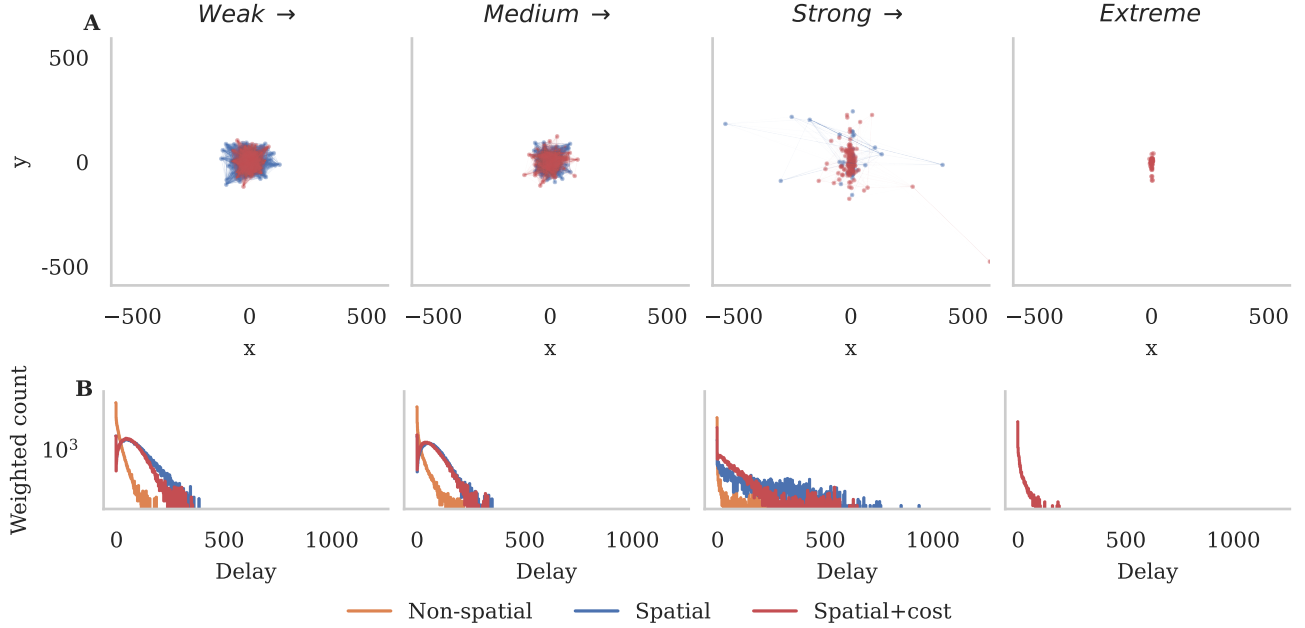 A
Weak →
Medium →
Strong →
Extreme
y
500
0
-500
−500 0 500
−500 0 500
−500 0 500
−500 0 500
x
x
x
x
B
Weighted count
10³
0 500 1000
0 500 1000
0 500 1000
0 500 1000
Delay
Delay
Delay
Delay
Non-spatial
Spatial
Spatial+cost